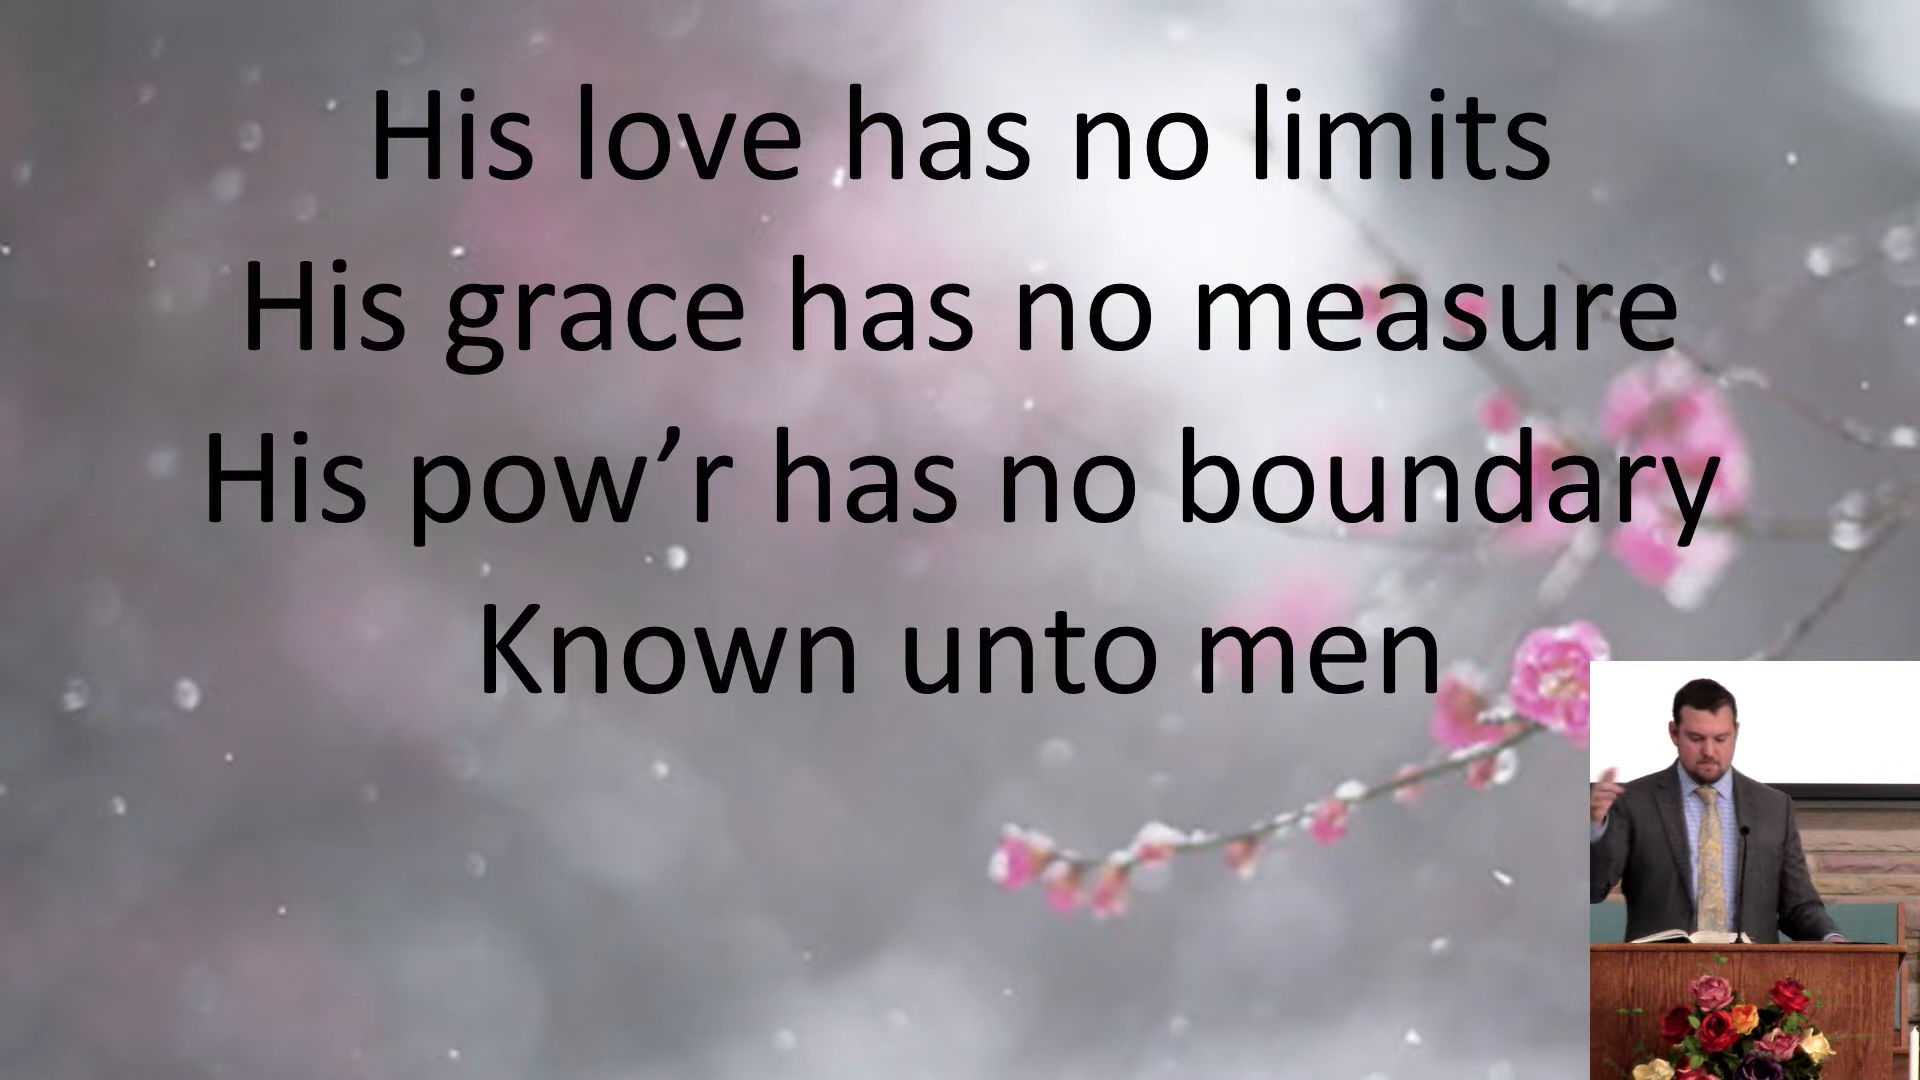 His love has no limits
His grace has no measure
His pow’r has no boundary
Known unto men